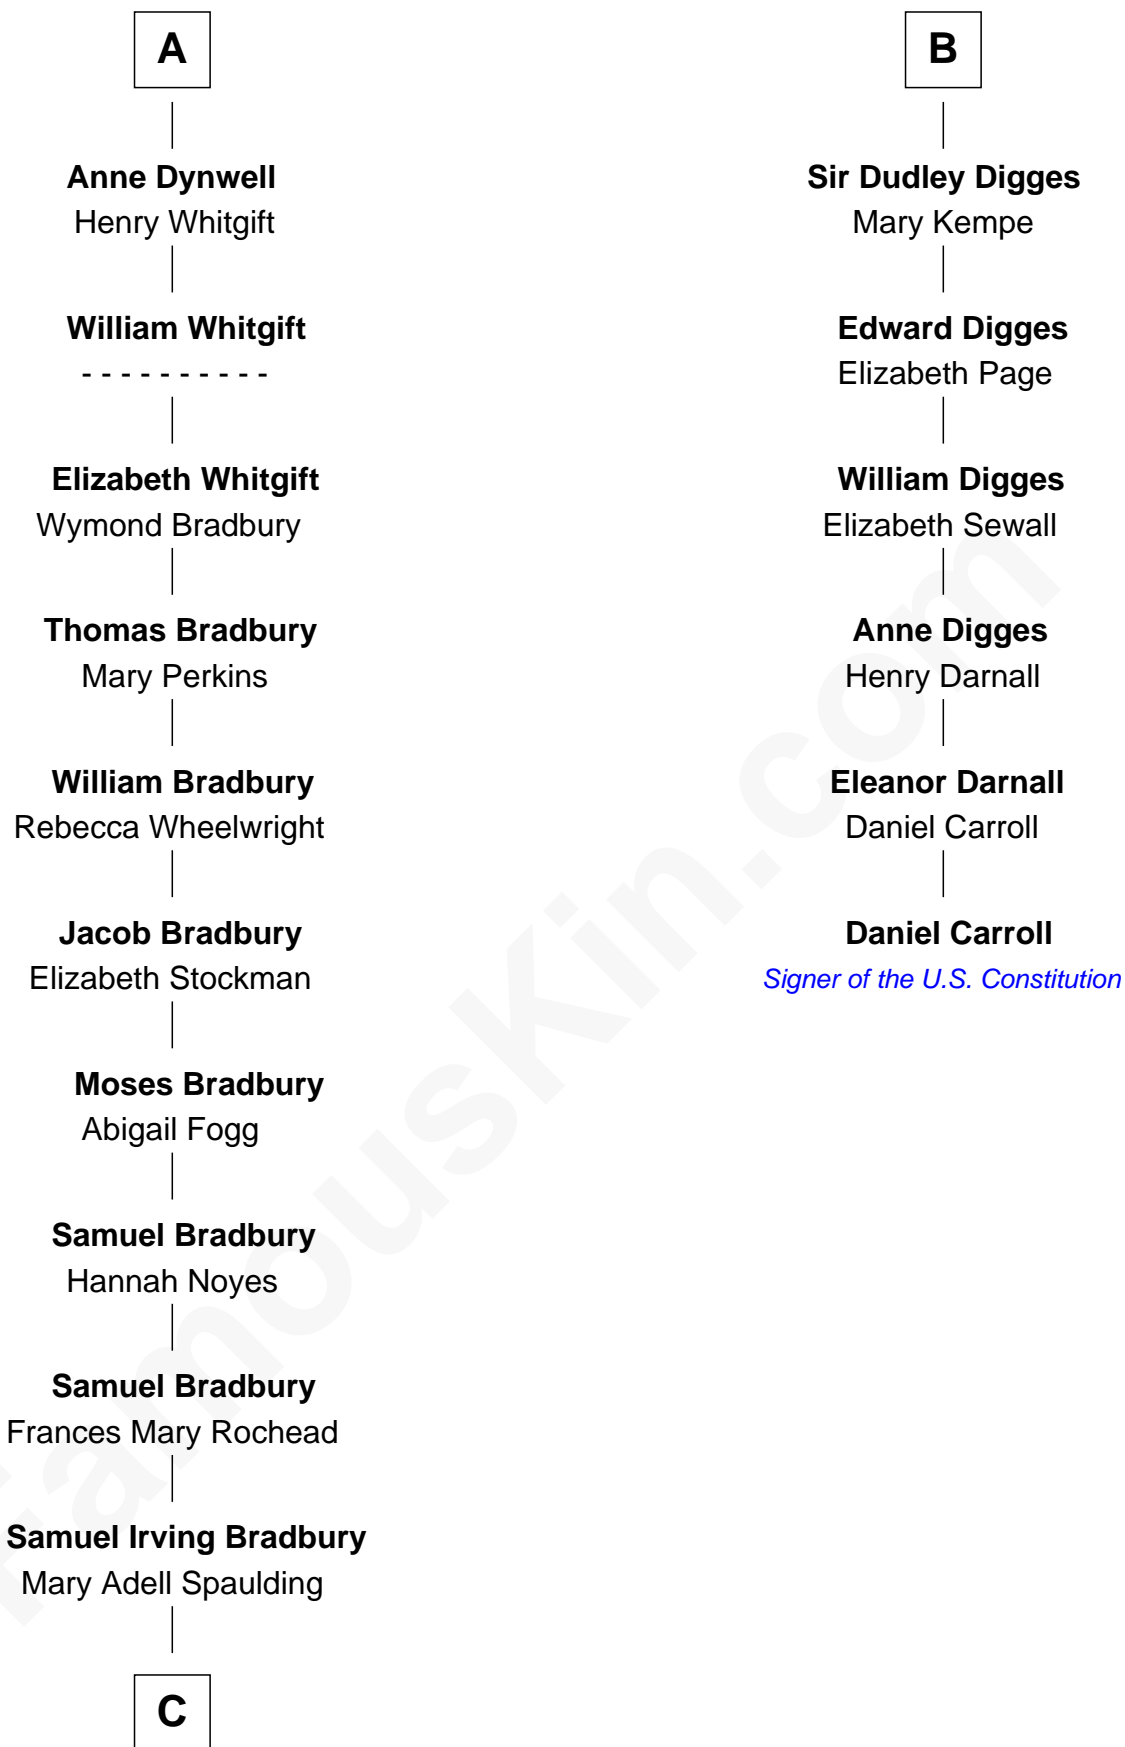 A
Anne Dynwell
Henry Whitgift
William Whitgift
- - - - - - - - - -
Elizabeth Whitgift
Wymond Bradbury
Thomas Bradbury
Mary Perkins
William Bradbury
Rebecca Wheelwright
Jacob Bradbury
Elizabeth Stockman
Moses Bradbury
Abigail Fogg
Samuel Bradbury
Hannah Noyes
Samuel Bradbury
Frances Mary Rochead
Samuel Irving Bradbury
Mary Adell Spaulding
C
B
Sir Dudley Digges
Mary Kempe
Edward Digges
Elizabeth Page
William Digges
Elizabeth Sewall
Anne Digges
Henry Darnall
Eleanor Darnall
Daniel Carroll
Daniel Carroll
Signer of the U.S. Constitution
FamousKin.com